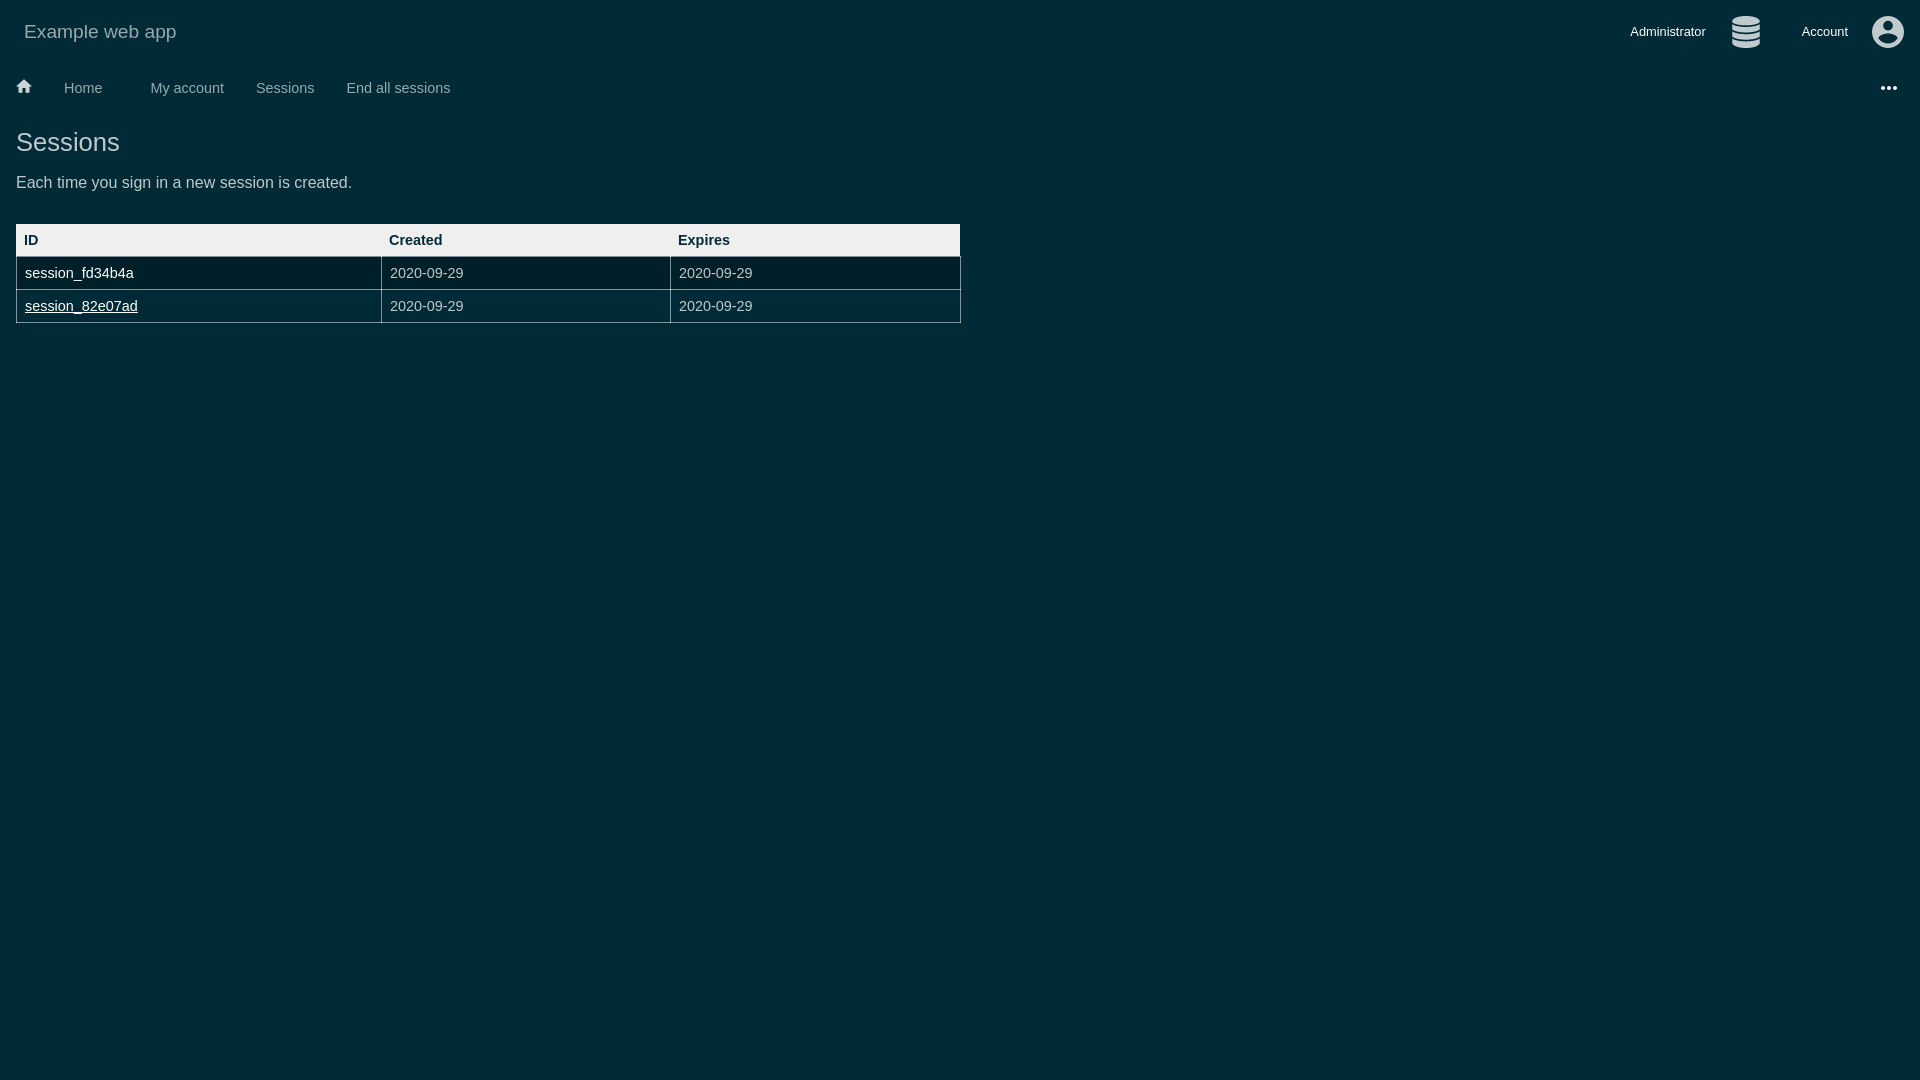 Example web app
Administrator
Account
Home
My account
Sessions
End all sessions
Sessions
Each time you sign in a new session is created.
ID Created Expires
session_fd34b4a 2020-09-29 2020-09-29
session_82e07ad 2020-09-29 2020-09-29